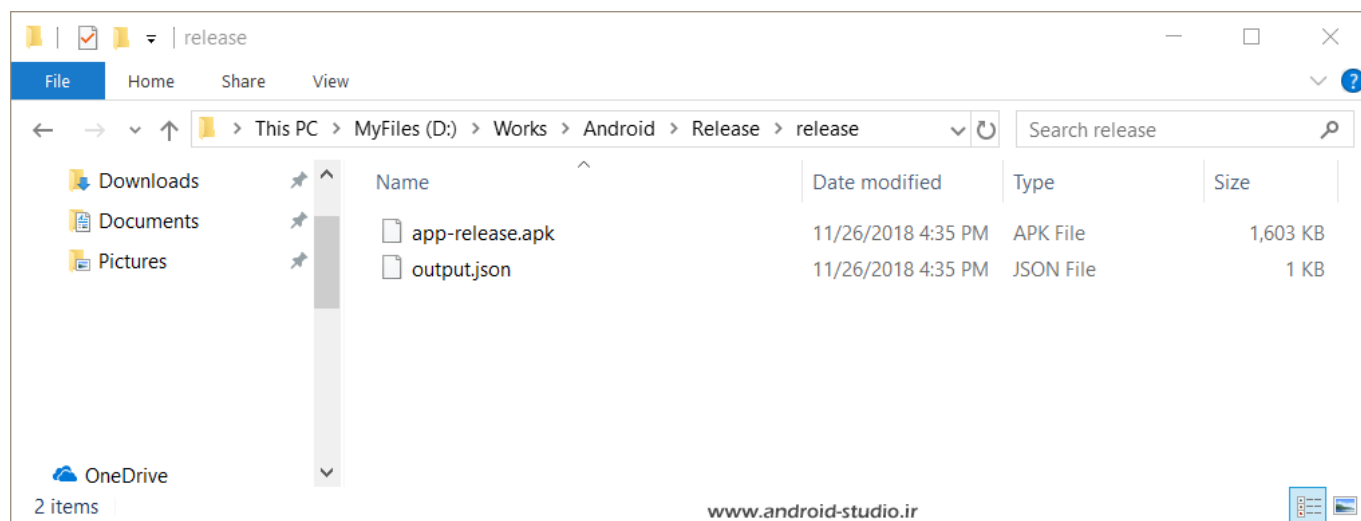 release
File Home Share View
This PC > MyFiles (D:) > Works > Android > Release > release
Search release
Downloads
Documents
Pictures
OneDrive
Name Date modified Type Size
app-release.apk 11/26/2018 4:35 PM APK File 1,603 KB
output.json 11/26/2018 4:35 PM JSON File 1 KB
2 items
www.android-studio.ir